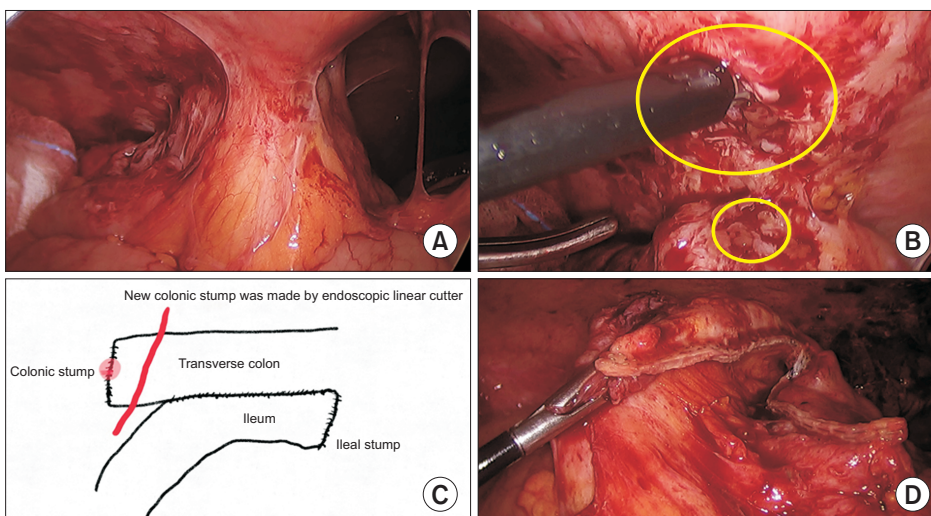 A
B
New colonic stump was made by endoscopic linear cutter
Colonic stump
Transverse colon
Ileum
Ileal stump
C
D